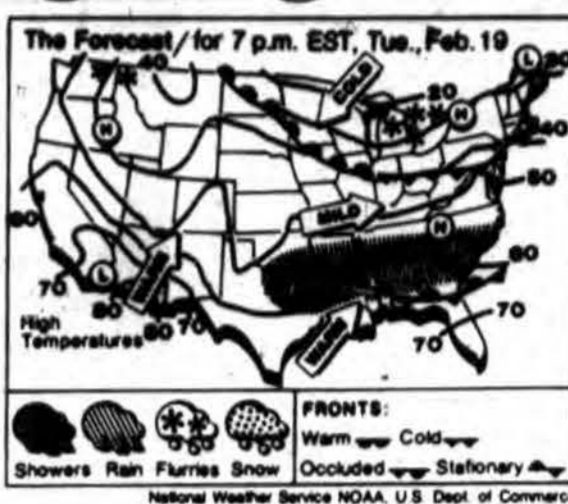 The Forecast/for 7 p.m. EST, Tue., Feb. 19
40
L
30
COLD
20
H
H
40
50
MILD
60
H
60
70
L
WARM
80
80
70
WARM
70
70
High
Temperatures
Showers Rain Flurries Snow
FRONTS:
Warm Cold
Occluded Stationary
National Weather Service NOAA, U.S. Dept. of Commerce